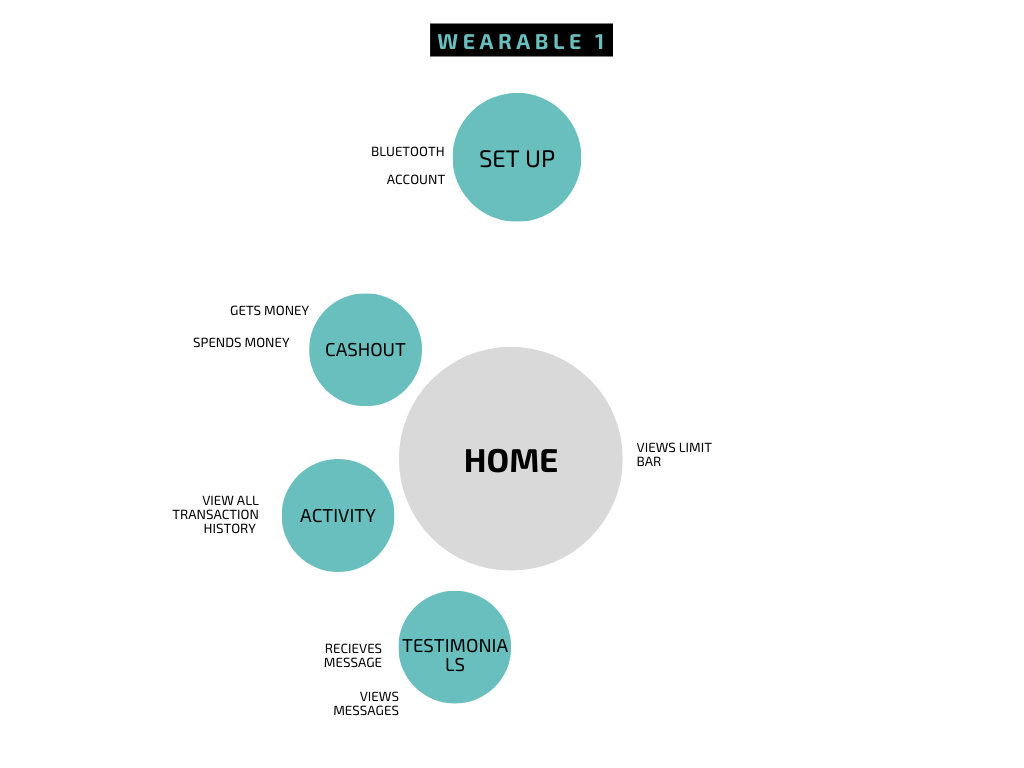 WEARABLE 1
BLUETOOTH
ACCOUNT
SET UP
GETS MONEY
SPENDS MONEY
CASHOUT
HOME
VIEWS LIMIT
BAR
VIEW ALL
TRANSACTION
HISTORY
ACTIVITY
RECIEVES
MESSAGE
VIEWS
MESSAGES
TESTIMONIA
LS